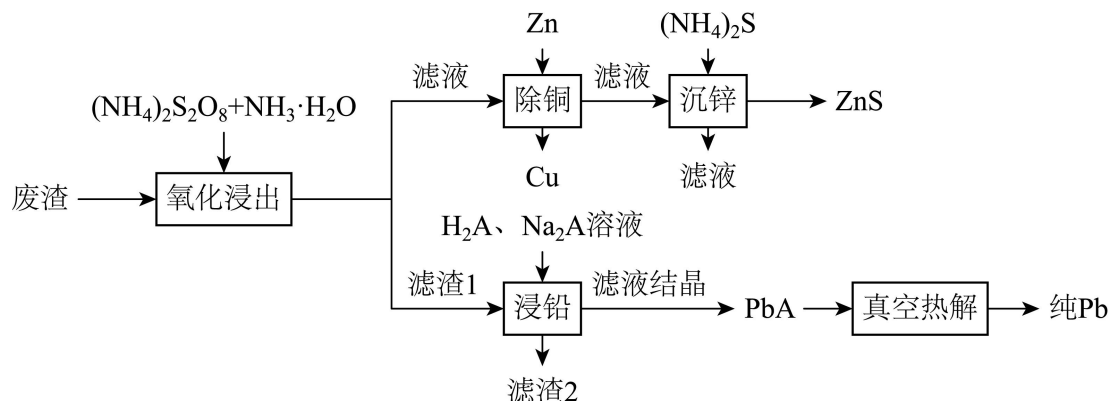 Zn
(NH₄)₂S
滤液
滤液
除铜
沉锌
ZnS
(NH₄)₂S₂O₈+NH₃·H₂O
Cu
滤液
废渣
氧化浸出
H₂A、Na₂A溶液
滤渣1
滤液结晶
浸铅
PbA
真空热解
纯Pb
滤渣2